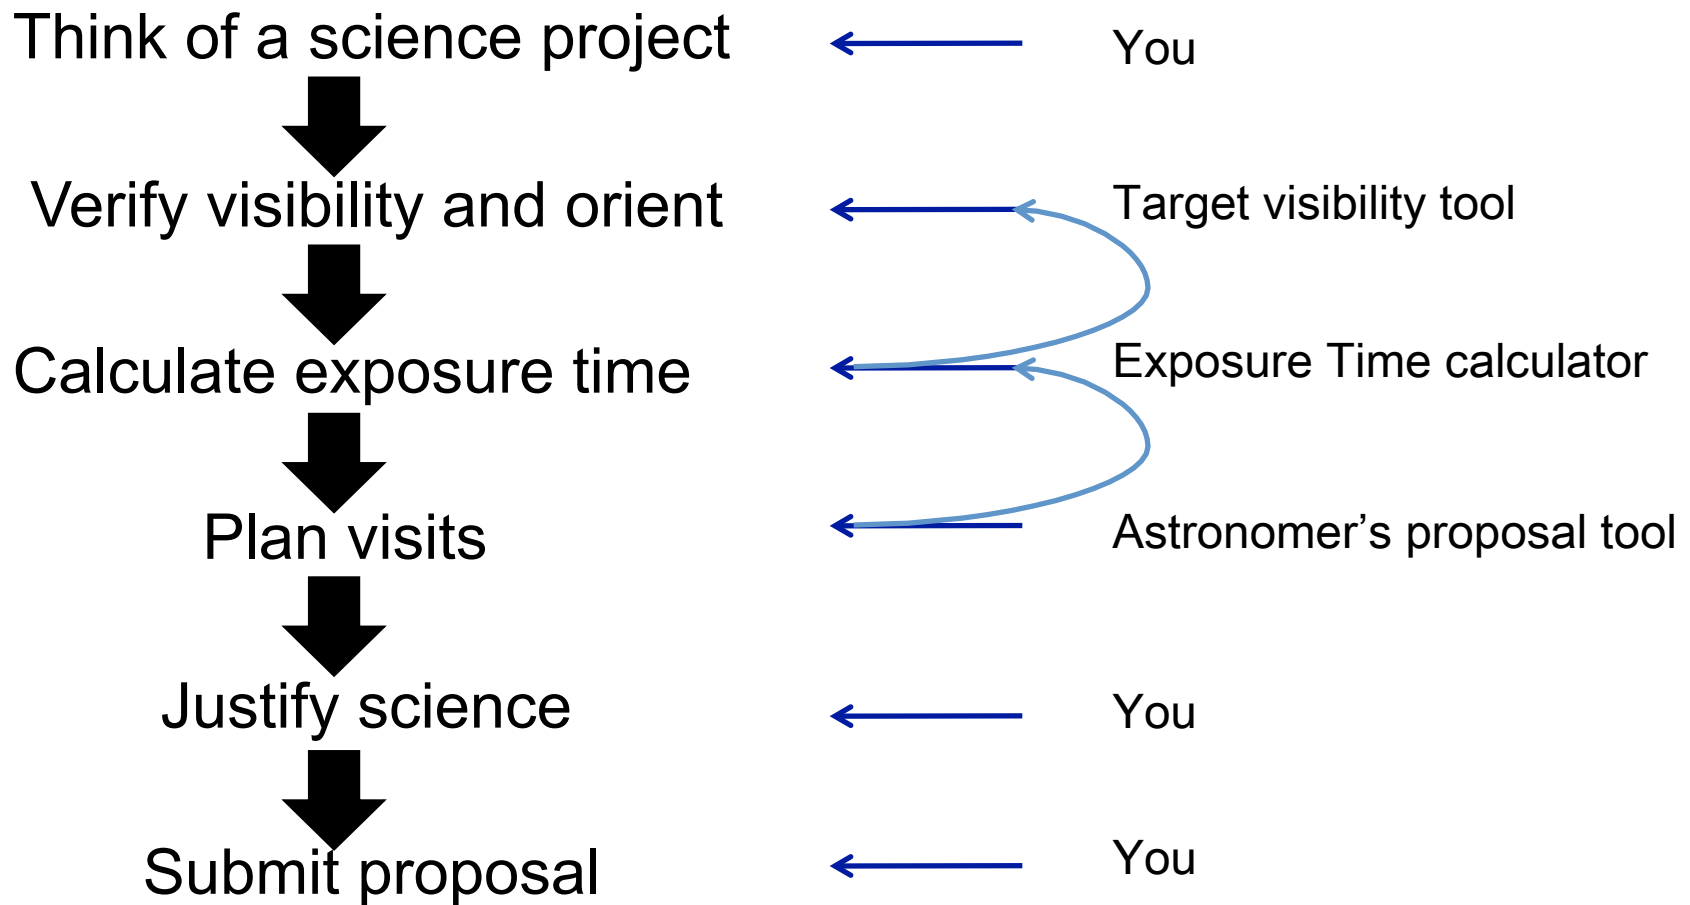 Think of a science project
You
Verify visibility and orient
Target visibility tool
Calculate exposure time
Exposure Time calculator
Plan visits
Astronomer’s proposal tool
Justify science
You
Submit proposal
You